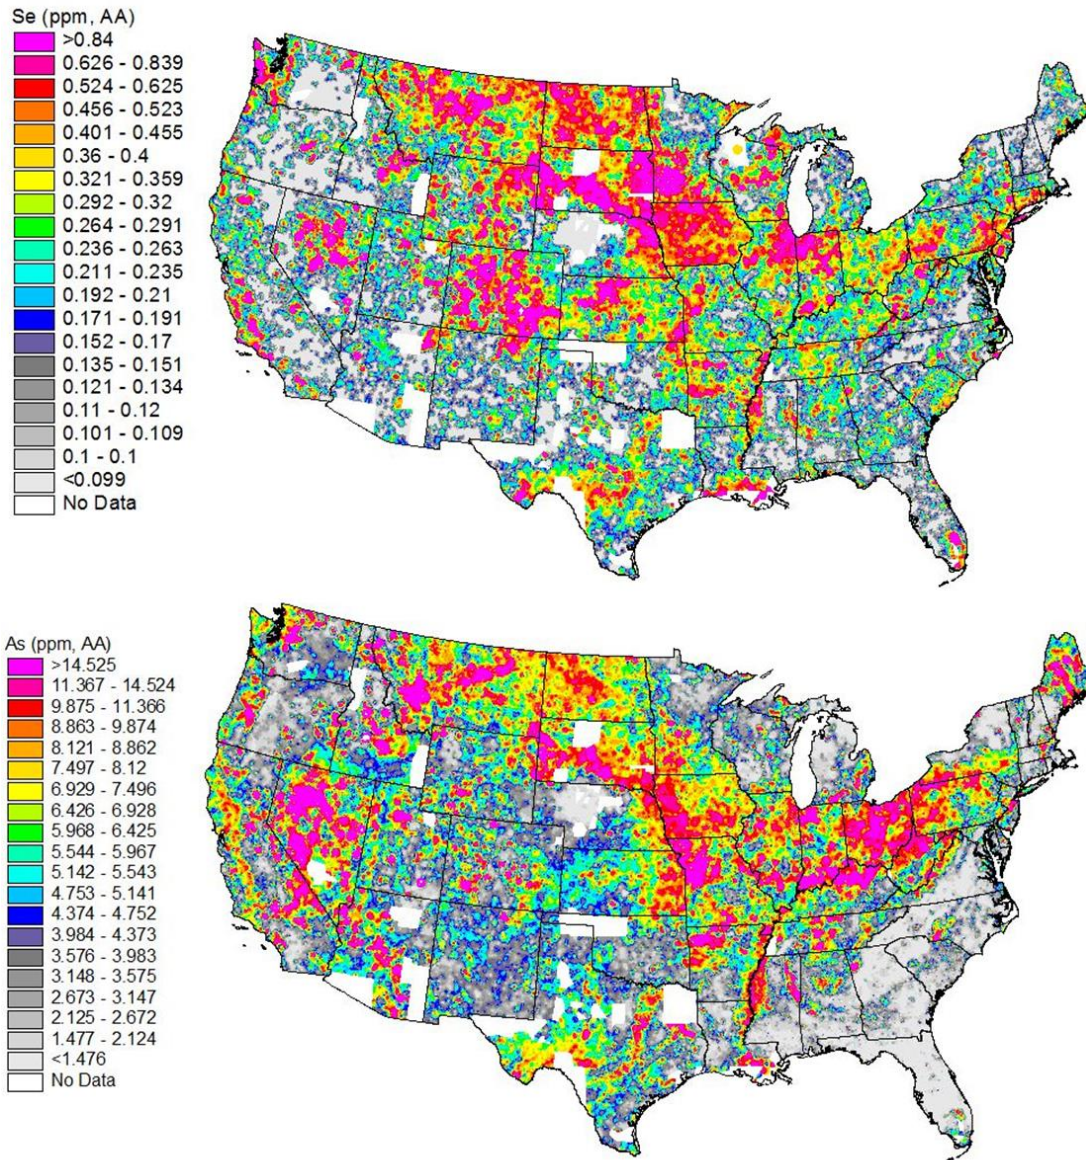 Se (ppm, AA)
>0.84
0.626 - 0.839
0.524 - 0.625
0.456 - 0.523
0.401 - 0.455
0.36 - 0.4
0.321 - 0.359
0.292 - 0.32
0.264 - 0.291
0.236 - 0.263
0.211 - 0.235
0.192 - 0.21
0.171 - 0.191
0.152 - 0.17
0.135 - 0.151
0.121 - 0.134
0.11 - 0.12
0.101 - 0.109
0.1 - 0.1
<0.099
No Data
As (ppm, AA)
>14.525
11.367 - 14.524
9.875 - 11.366
8.863 - 9.874
8.121 - 8.862
7.497 - 8.12
6.929 - 7.496
6.426 - 6.928
5.968 - 6.425
5.544 - 5.967
5.142 - 5.543
4.753 - 5.141
4.374 - 4.752
3.984 - 4.373
3.576 - 3.983
3.148 - 3.575
2.673 - 3.147
2.125 - 2.672
1.477 - 2.124
<1.476
No Data